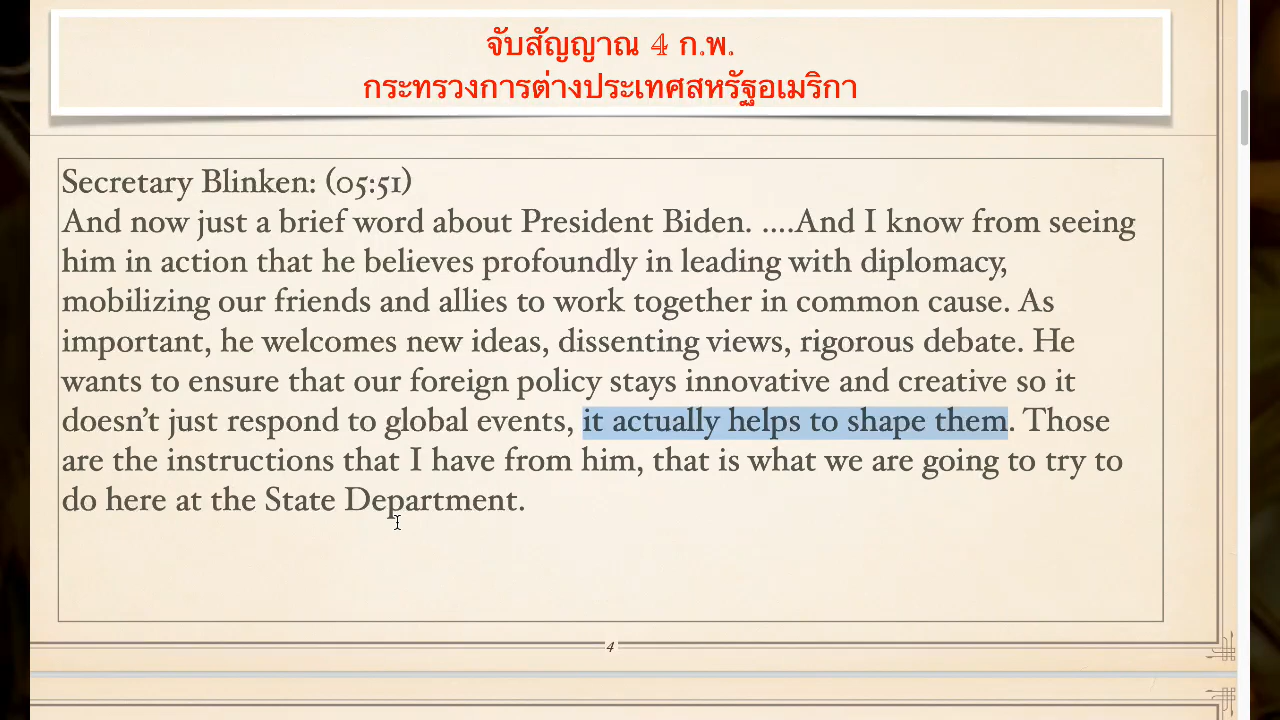 จับสัญญาณ 4 ก.พ.
กระทรวงการต่างประเทศสหรัฐอเมริกา
Secretary Blinken: (05:51)
And now just a brief word about President Biden. ....And I know from seeing
him in action that he believes profoundly in leading with diplomacy,
mobilizing our friends and allies to work together in common cause. As
important, he welcomes new ideas, dissenting views, rigorous debate. He
wants to ensure that our foreign policy stays innovative and creative so it
doesn’t just respond to global events, it actually helps to shape them. Those
are the instructions that I have from him, that is what we are going to try to
do here at the State Department.
4